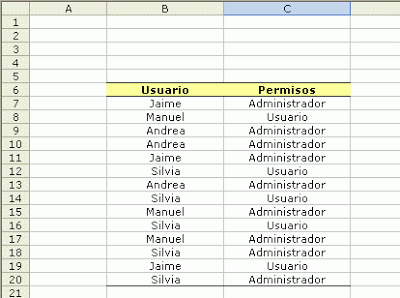 A B C
1
2
3
4
5
6 Usuario Permisos
7 Jaime Administrador
8 Manuel Usuario
9 Andrea Administrador
10 Andrea Administrador
11 Jaime Administrador
12 Silvia Usuario
13 Andrea Administrador
14 Silvia Usuario
15 Manuel Administrador
16 Silvia Usuario
17 Manuel Administrador
18 Silvia Administrador
19 Jaime Usuario
20 Silvia Administrador
21